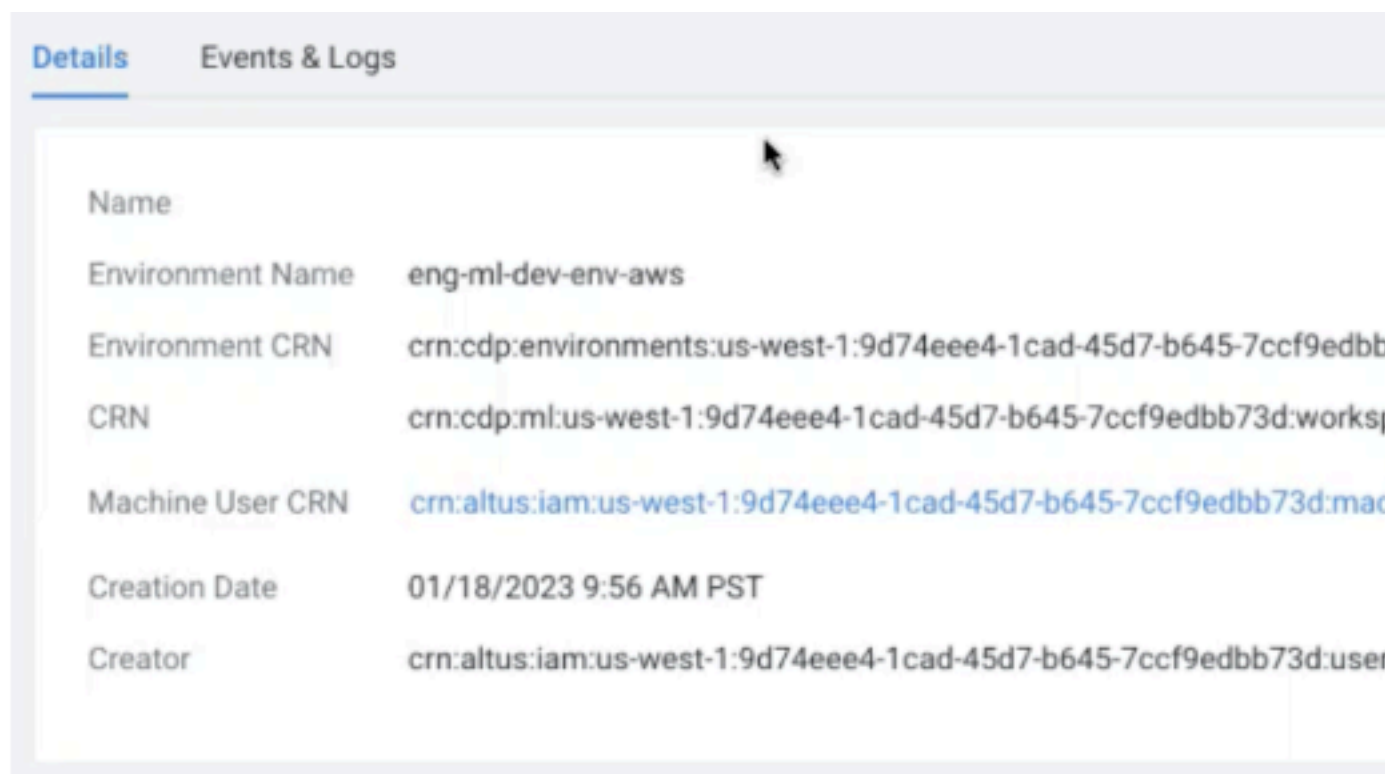 Details Events & Logs
Name
Environment Name eng-ml-dev-env-aws
Environment CRN crn:cdp:environments:us-west-1:9d74eee4-1cad-45d7-b645-7ccf9edbb
CRN crn:cdp:ml:us-west-1:9d74eee4-1cad-45d7-b645-7ccf9edbb73d:worksp
Machine User CRN crn:altus:iam:us-west-1:9d74eee4-1cad-45d7-b645-7ccf9edbb73d:mac
Creation Date 01/18/2023 9:56 AM PST
Creator crn:altus:iam:us-west-1:9d74eee4-1cad-45d7-b645-7ccf9edbb73d:user